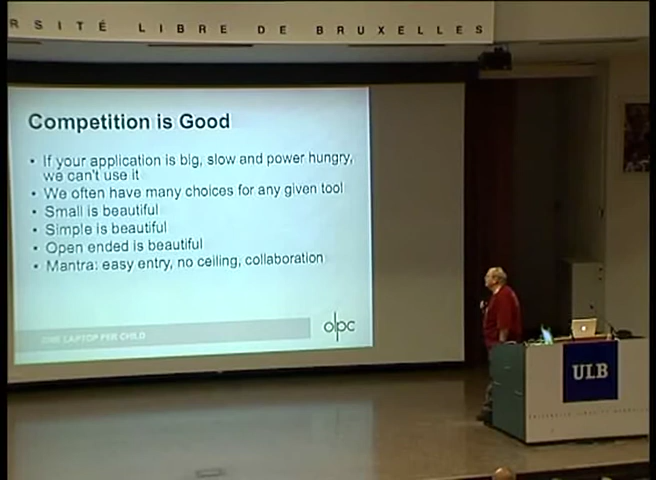 RSITÉ LIBRE DE BRUXELLES
Competition is Good
• If your application is big, slow and power hungry,
we can't use it
• We often have many choices for any given tool
• Small is beautiful
• Simple is beautiful
• Open ended is beautiful
• Mantra: easy entry, no ceiling, collaboration
ONE LAPTOP PER CHILD
olpc
ULB